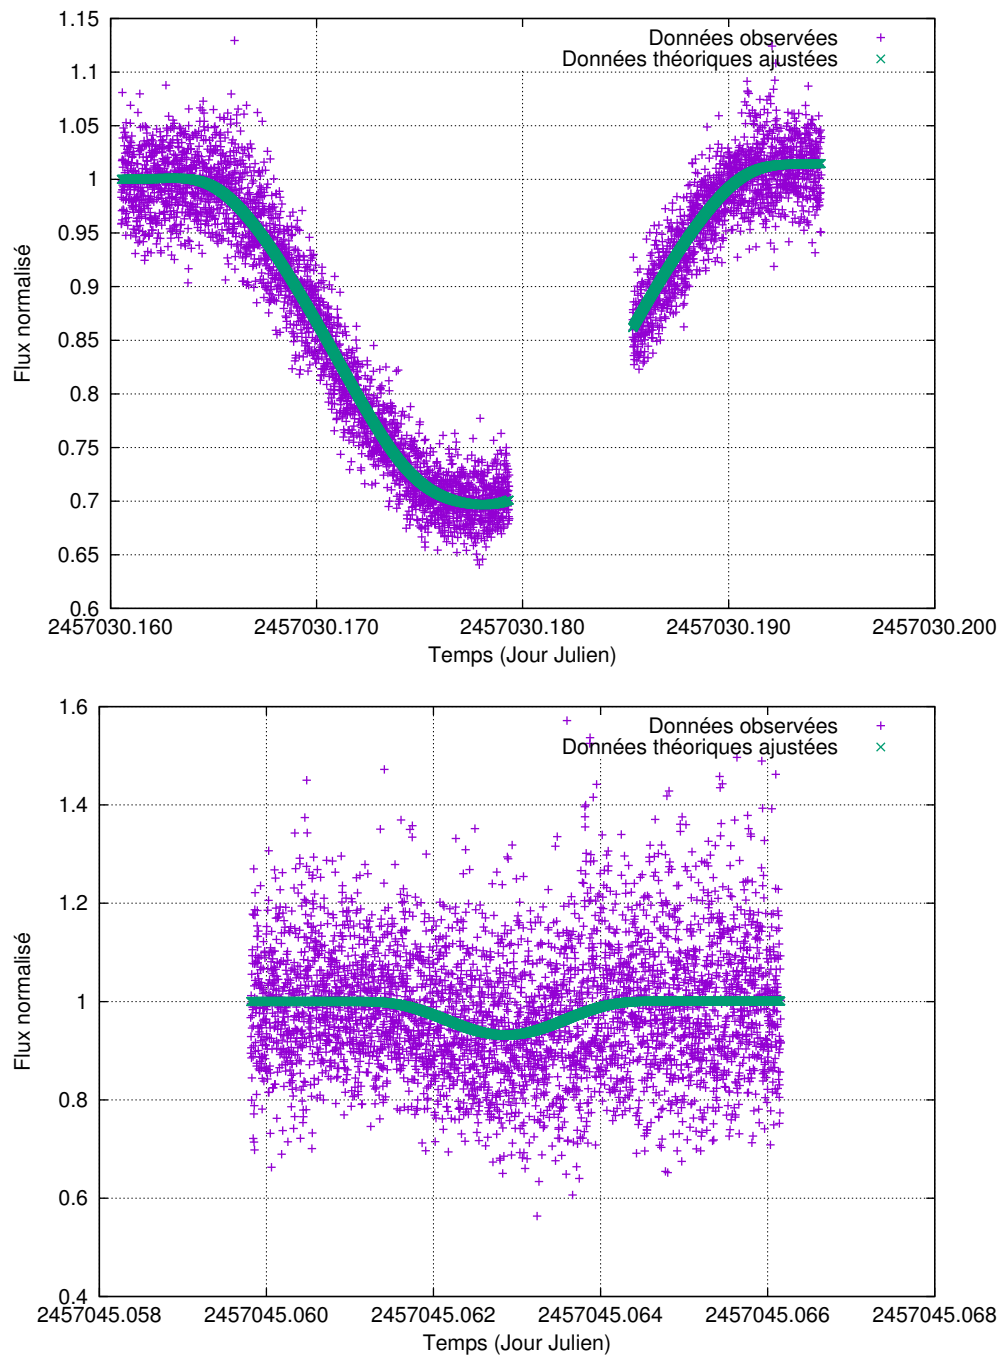 1.15
Données observées
Données théoriques ajustées
1.1
1.05
1
0.95
0.9
0.85
0.8
0.75
0.7
0.65
0.6
Flux normalisé
2457030.160 2457030.170 2457030.180 2457030.190 2457030.200
Temps (Jour Julien)
1.6
Données observées
Données théoriques ajustées
1.4
1.2
1
0.8
0.6
0.4
Flux normalisé
2457045.058 2457045.060 2457045.062 2457045.064 2457045.066 2457045.068
Temps (Jour Julien)